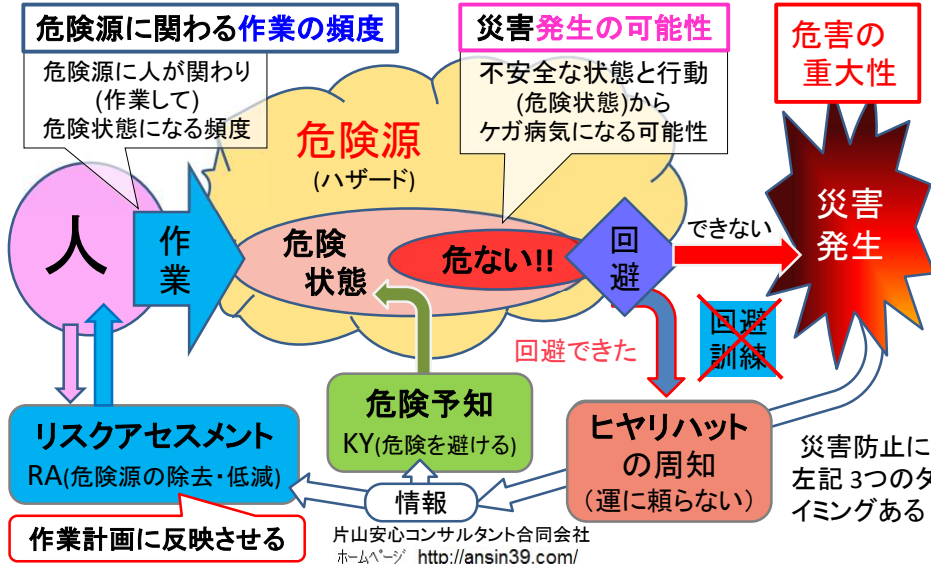 危険源に関わる作業の頻度
危険源に人が関わり
(作業して)
危険状態になる頻度
災害発生の可能性
不安全な状態と行動
(危険状態)から
ケガ病気になる可能性
危害の
重大性
危険源
(ハザード)
人
作
業
危険
状態
危ない!!
回
避
できない
災害
発生
回避
訓練
回避できた
危険予知
KY(危険を避ける)
リスクアセスメント
RA(危険源の除去・低減)
ヒヤリハット
の周知
(運に頼らない)
災害防止に
左記 3つのタ
イミングある
情報
作業計画に反映させる
片山安心コンサルタント合同会社
ホームページ http://ansin39.com/